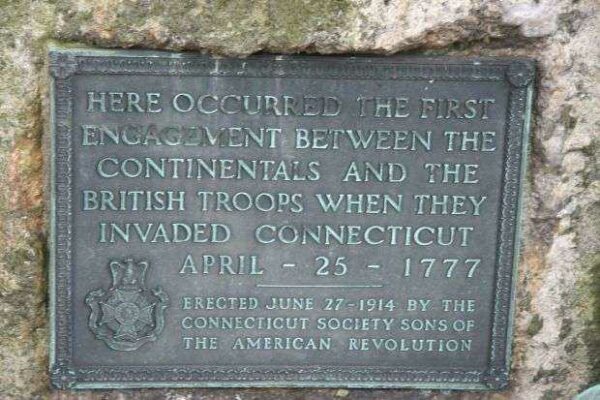 HERE OCCURRED THE FIRST
ENGAGEMENT BETWEEN THE
CONTINENTALS AND THE
BRITISH TROOPS WHEN THEY
INVADED CONNECTICUT
APRIL - 25 - 1777
ERECTED JUNE 27-1914 BY THE
CONNECTICUT SOCIETY SONS OF
THE AMERICAN REVOLUTION